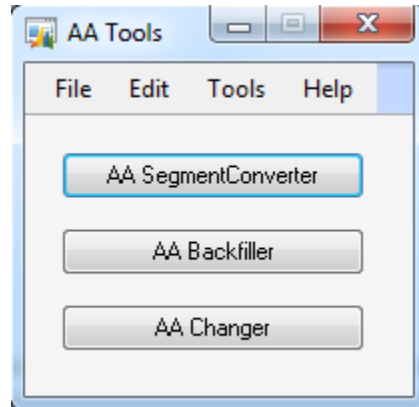 AA Tools
File Edit Tools Help
AA SegmentConverter
AA Backfiller
AA Changer